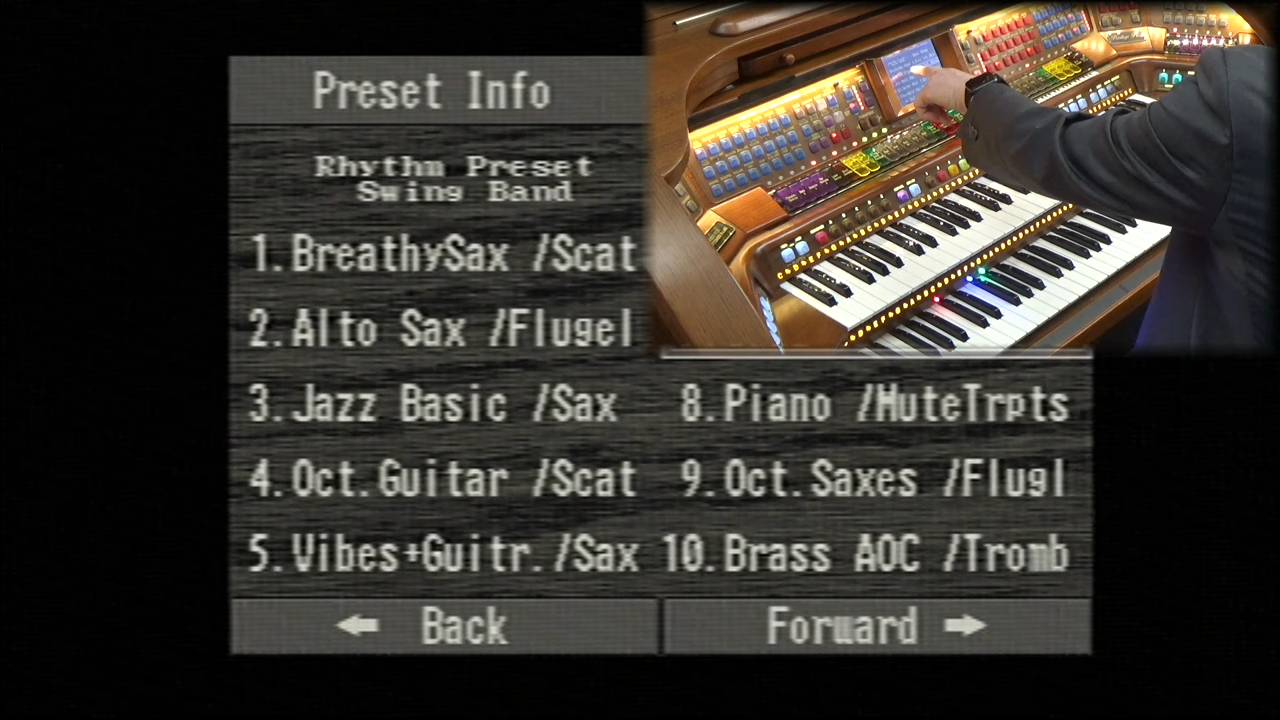 Preset Info
Rhythm Preset
Swing Band
1.BreathySax /Scat
2.Alto Sax /Flugel
3.Jazz Basic /Sax
8.Piano /MuteTrpts
4.Oct.Guitar /Scat
9.Oct.Saxes /Flugl
5.Vibes+Guitr./Sax
10.Brass AOC /Tromb
← Back
Forward →